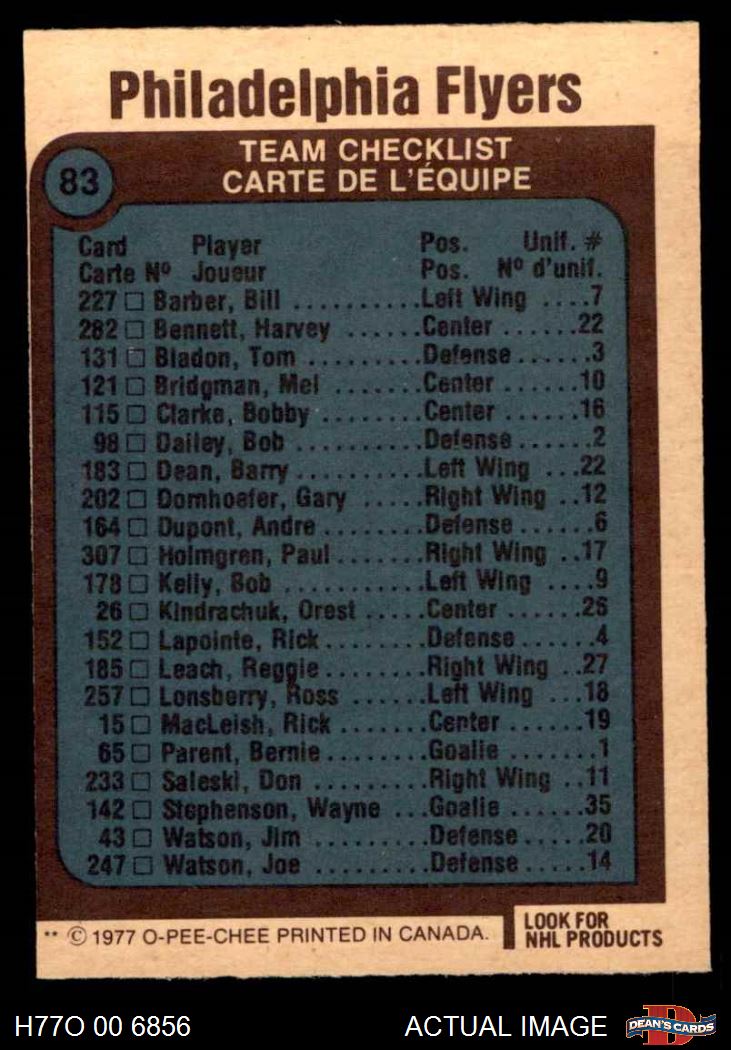 Philadelphia Flyers
83
TEAM CHECKLIST
CARTE DE L'ÉQUIPE
Card Player Pos. Unif. #
Carte Nº Joueur Pos. Nº d'unif.
227 □ Barber, Bill ..........Left Wing ....7
282 □ Bennett, Harvey ......Center ......22
131 □ Bladon, Tom .........Defense......3
121 □ Bridgman, Mel .......Center ......10
115 □ Clarke, Bobby ........Center ......16
98 □ Dailey, Bob ..........Defense......2
183 □ Dean, Barry ..........Left Wing ...22
202 □ Dornhoefer, Gary .....Right Wing ..12
164 □ Dupont, Andre ........Defense......6
307 □ Holmgren, Paul.......Right Wing ..17
178 □ Kelly, Bob ...........Left Wing ....9
26 □ Kindrachuk, Orest .....Center ......26
152 □ Lapointe, Rick........Defense......4
185 □ Leach, Reggie........Right Wing ..27
257 □ Lonsberry, Ross ......Left Wing ...18
15 □ MacLeish, Rick .......Center ......19
65 □ Parent, Bernie........Goalie .......1
233 □ Saleski, Don .........Right Wing ..11
142 □ Stephenson, Wayne ...Goalie ......35
43 □ Watson, Jim .........Defense.....20
247 □ Watson, Joe .........Defense.....14
** © 1977 O-PEE-CHEE PRINTED IN CANADA.
LOOK FOR
NHL PRODUCTS
H77O 00 6856 ACTUAL IMAGE
DEAN'S CARDS